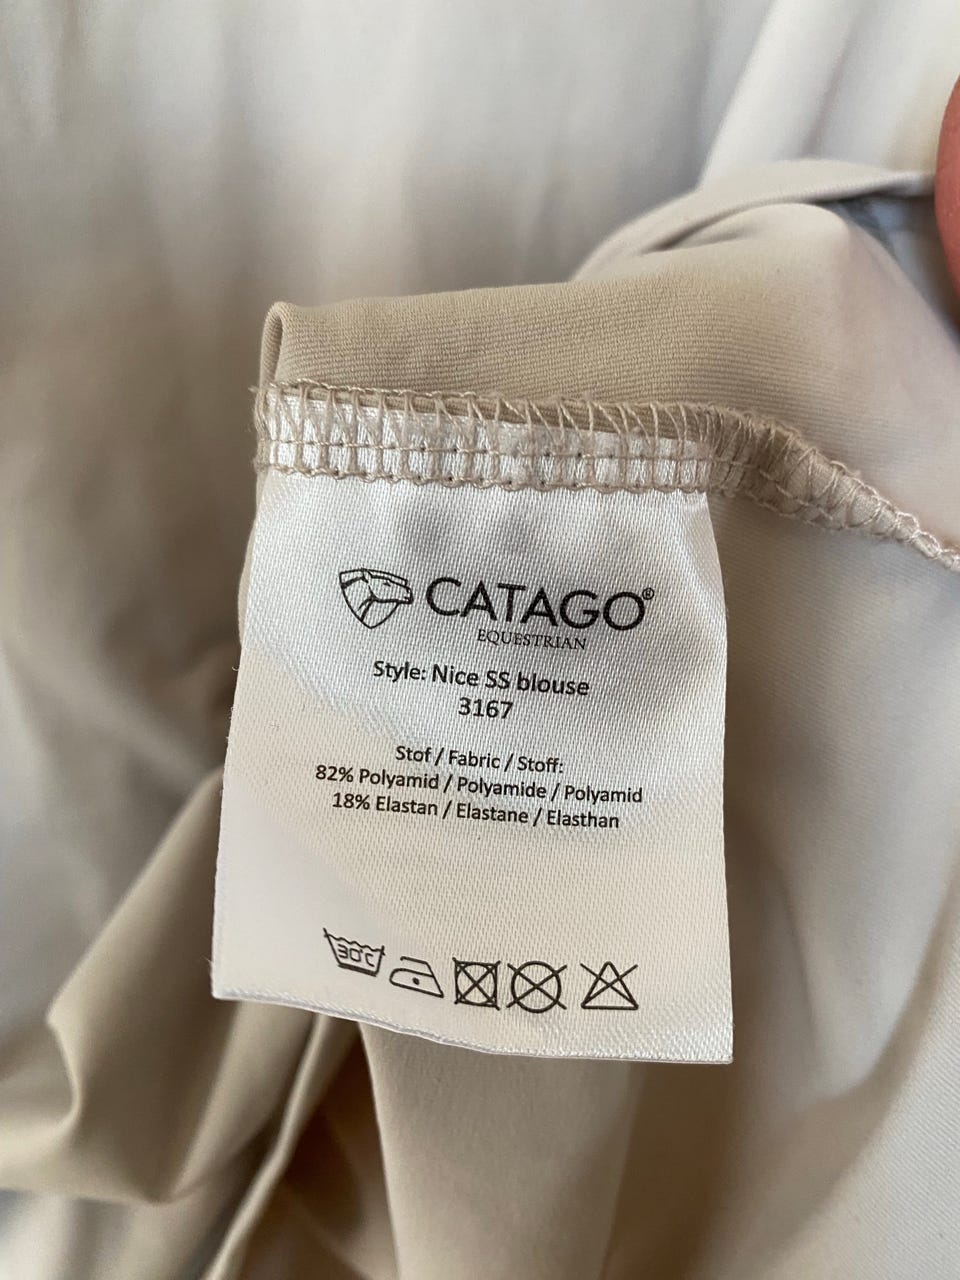 CATAGO®
EQUESTRIAN
Style: Nice SS blouse
3167
Stof / Fabric / Stoff:
82% Polyamid / Polyamide / Polyamid
18% Elastan / Elastane / Elasthan
30°C